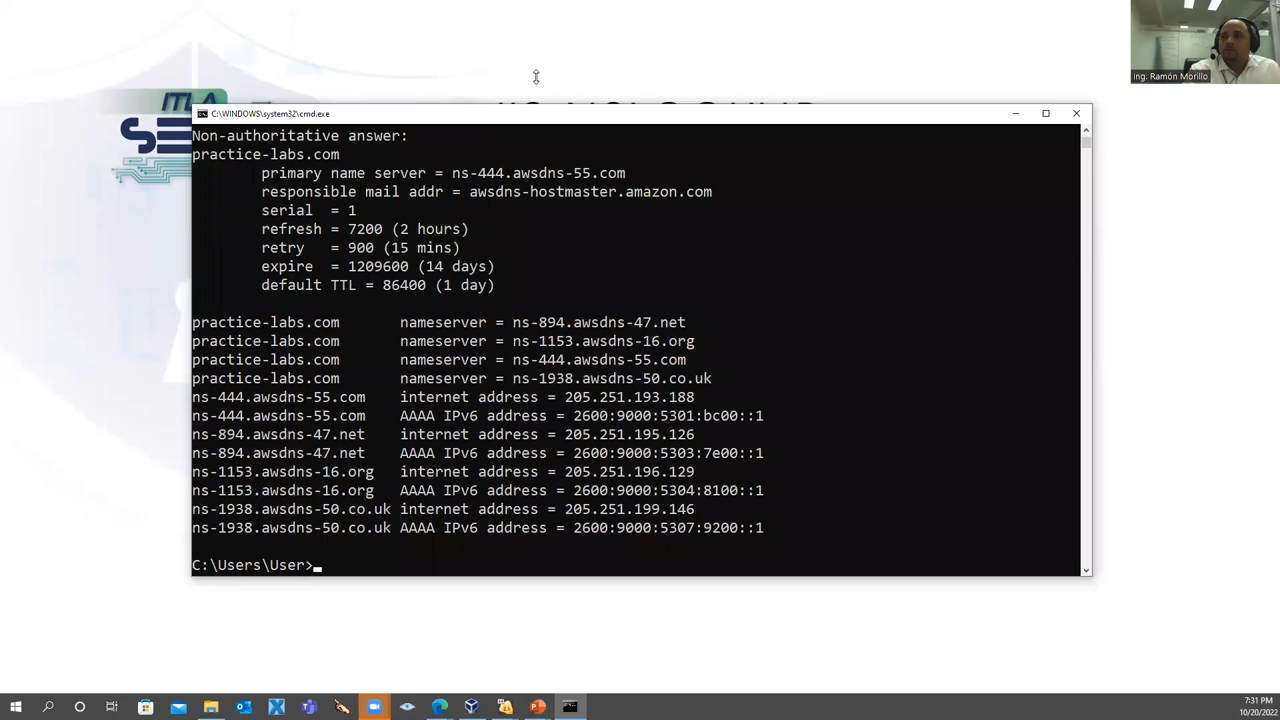 Ing. Ramón Morillo
ITLA
C:\WINDOWS\system32\cmd.exe
Non-authoritative answer:
practice-labs.com
primary name server = ns-444.awsdns-55.com
responsible mail addr = awsdns-hostmaster.amazon.com
serial = 1
refresh = 7200 (2 hours)
retry = 900 (15 mins)
expire = 1209600 (14 days)
default TTL = 86400 (1 day)
practice-labs.com nameserver = ns-894.awsdns-47.net
practice-labs.com nameserver = ns-1153.awsdns-16.org
practice-labs.com nameserver = ns-444.awsdns-55.com
practice-labs.com nameserver = ns-1938.awsdns-50.co.uk
ns-444.awsdns-55.com internet address = 205.251.193.188
ns-444.awsdns-55.com AAAA IPv6 address = 2600:9000:5301:bc00::1
ns-894.awsdns-47.net internet address = 205.251.195.126
ns-894.awsdns-47.net AAAA IPv6 address = 2600:9000:5303:7e00::1
ns-1153.awsdns-16.org internet address = 205.251.196.129
ns-1153.awsdns-16.org AAAA IPv6 address = 2600:9000:5304:8100::1
ns-1938.awsdns-50.co.uk internet address = 205.251.199.146
ns-1938.awsdns-50.co.uk AAAA IPv6 address = 2600:9000:5307:9200::1
C:\Users\User>
7:31 PM
10/20/2022